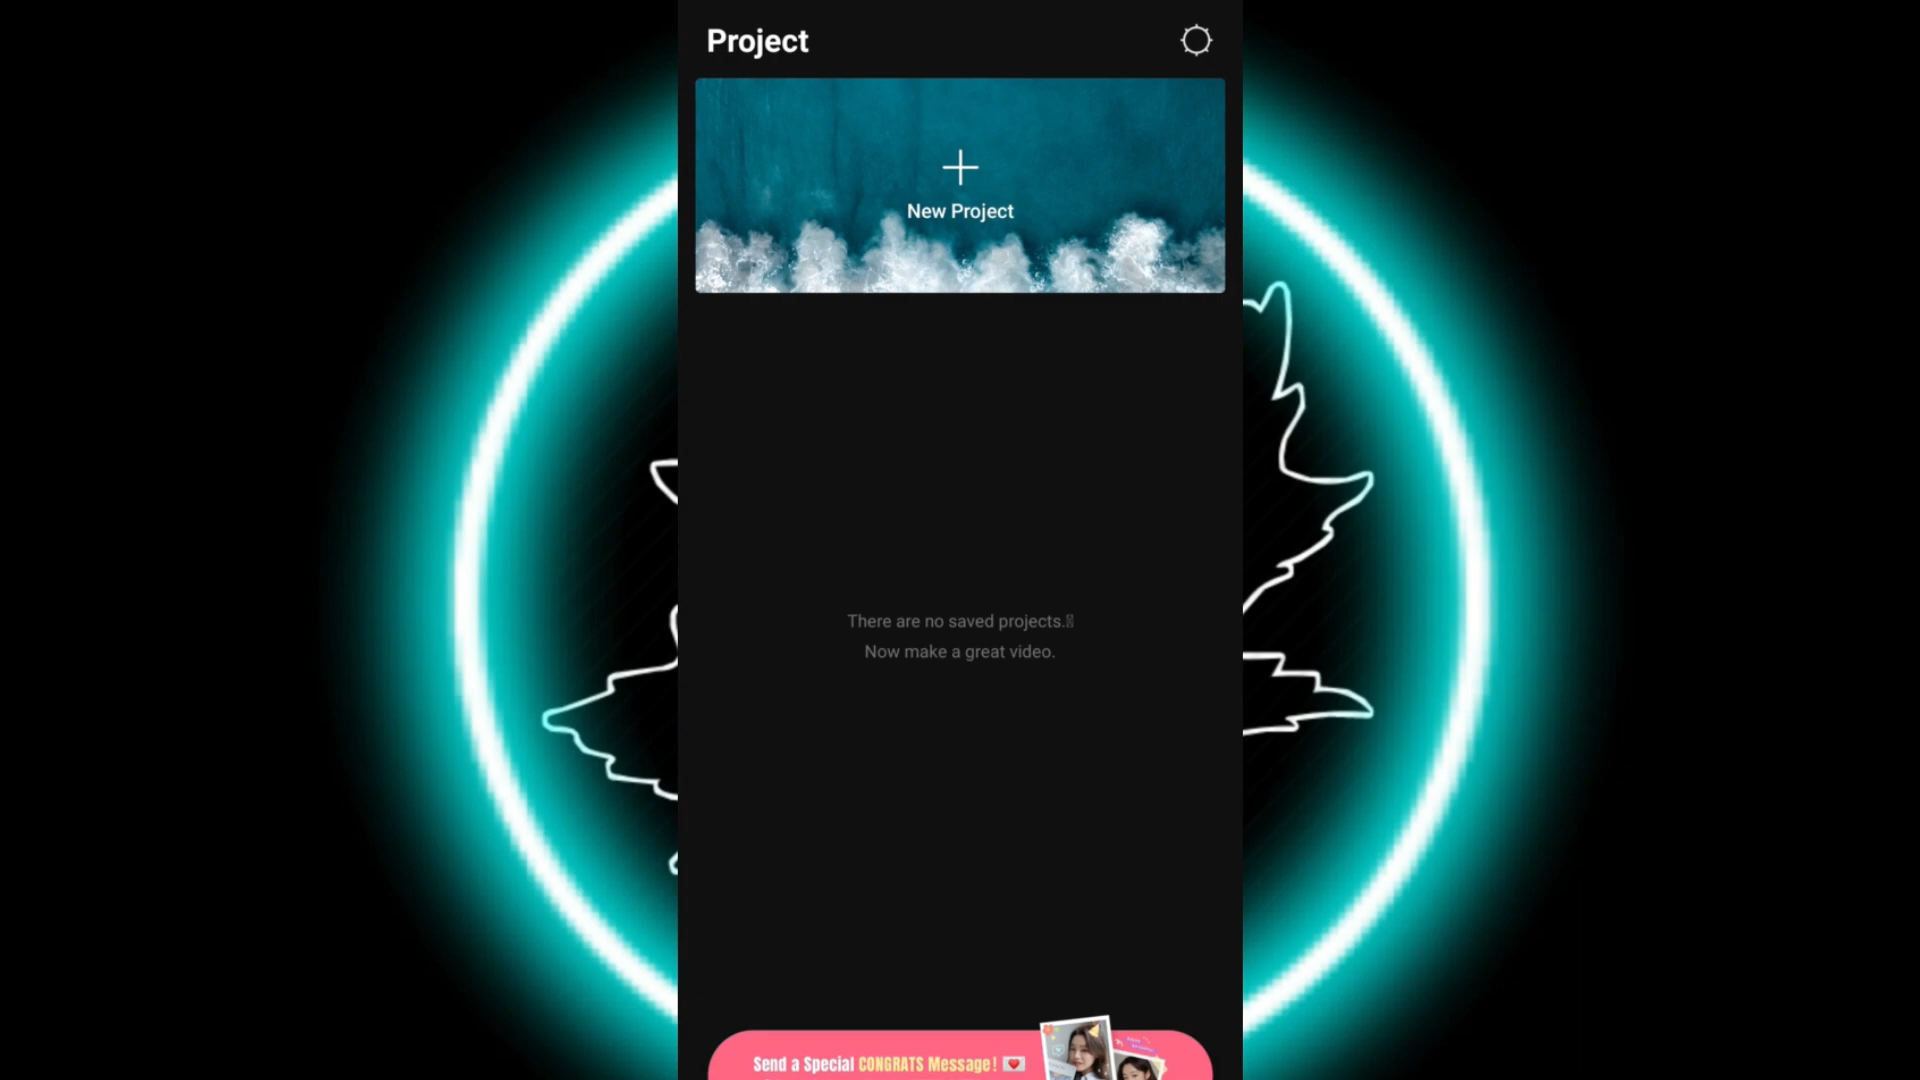 Project
New Project
There are no saved projects.
Now make a great video.
Send a Special CONGRATS Message! 💌